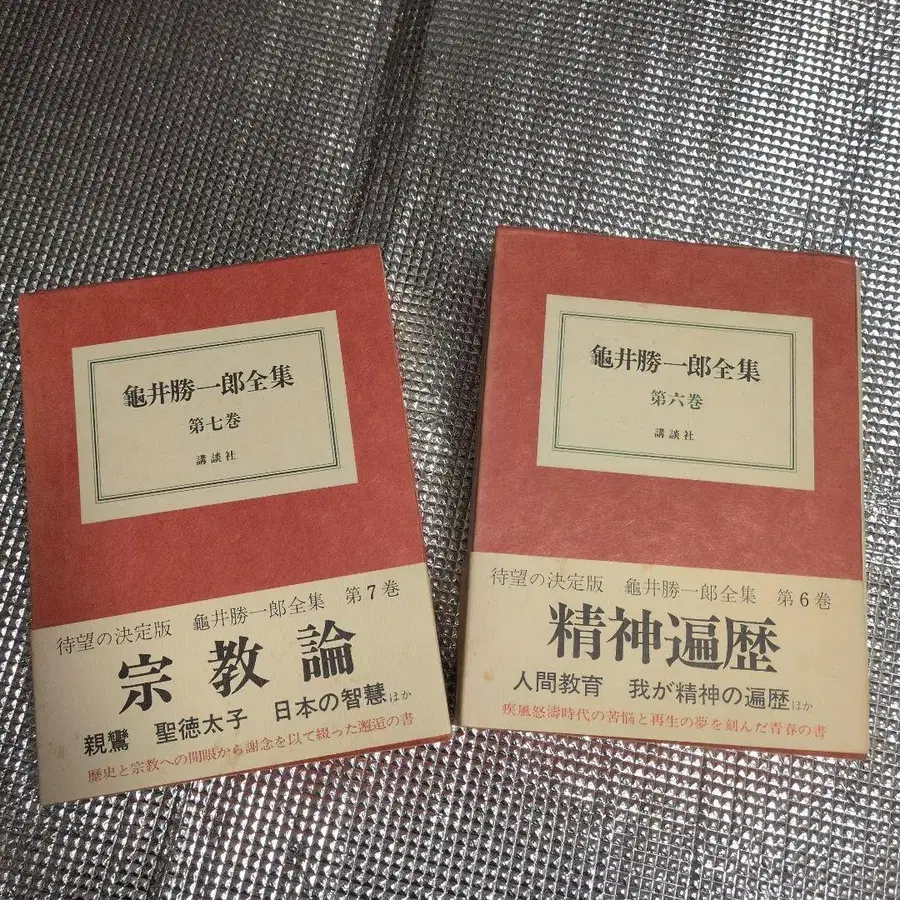 龜井勝一郎全集
第七巻
講談社
待望の決定版 龜井勝一郎全集 第7巻
宗教論
親鸞 聖徳太子 日本の智慧ほか
歴史と宗教への開眼から謝念を以て綴った邂逅の書
龜井勝一郎全集
第六巻
講談社
待望の決定版 龜井勝一郎全集 第6巻
精神遍歴
人間教育 我が精神の遍歴ほか
疾風怒濤時代の苦悩と再生の夢を刻んだ青春の書